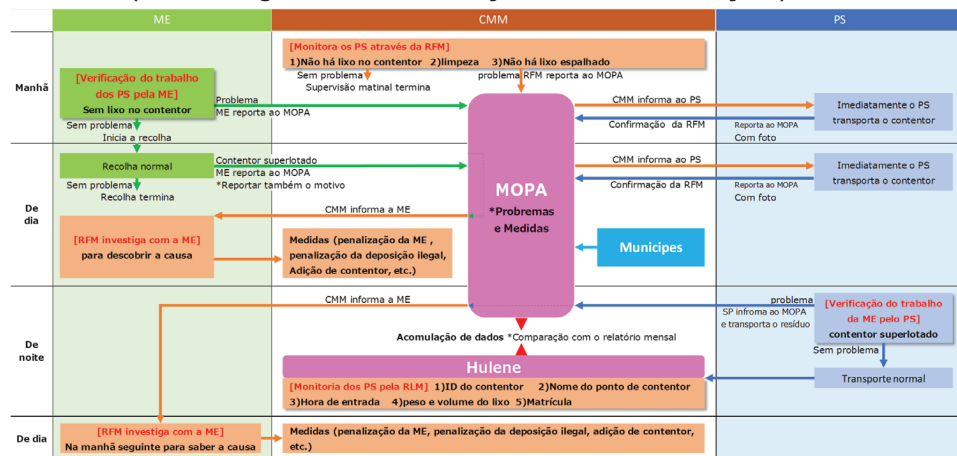 ME
CMM
PS
Manhã
[Verificação do trabalho
dos PS pela ME]
Sem lixo no contentor
Sem problema
Inicia a recolha
Problema
ME reporta ao MOPA
[Monitora os PS através da RFM]
1)Não há lixo no contentor 2)limpeza 3)Não há lixo espalhado
Sem problema
Supervisão matinal termina
problema RFM reporta ao MOPA
CMM informa ao PS
Confirmação da RFM
Reporta ao MOPA
Com foto
Imediatamente o PS
transporta o contentor
De
dia
Recolha normal
Sem problema
Recolha termina
Contentor superlotado
ME reporta ao MOPA
*Reportar também o motivo
CMM informa a ME
[RFM investiga com a ME]
para descobrir a causa
Medidas (penalização da ME ,
penalização da deposição ilegal,
Adição de contentor, etc.)
MOPA
*Probremas
e Medidas
CMM informa ao PS
Confirmação da RFM
Reporta ao MOPA
Com foto
Imediatamente o PS
transporta o contentor
Municipes
De
noite
CMM informa a ME
problema
SP infroma ao MOPA
e transporta o resíduo
[Verificação do trabalho
da ME pelo PS]
contentor superlotado
Sem problema
Transporte normal
Acomulação de dados *Comparação com o relatório mensal
Hulene
[Monitoria dos PS pela RLM] 1)ID do contentor 2)Nome do ponto de contentor
3)Hora de entrada 4)peso e volume do lixo 5)Matrícula
De dia
[RFM investiga com a ME]
Na manhã seguinte para saber a causa
Medidas (penalização da ME, penalização da deposição ilegal, adição de contentor,
etc.)